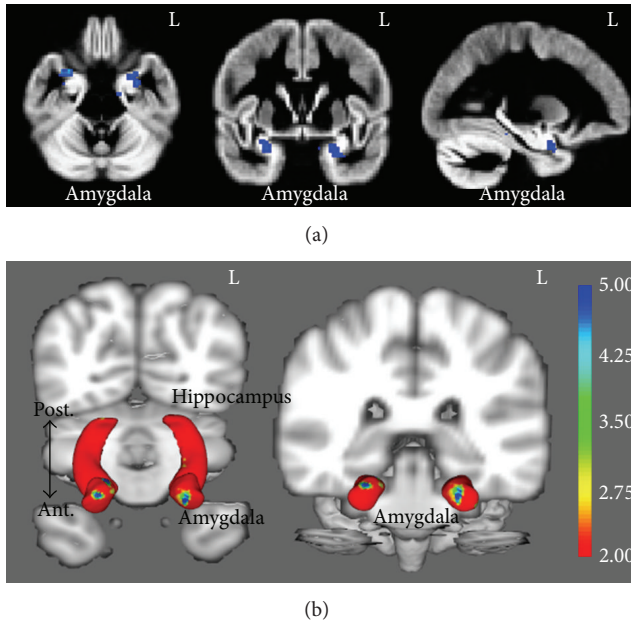 L
L
L
Amygdala
Amygdala
Amygdala
(a)
L
L
Hippocampus
Post.
Ant.
Amygdala
Amygdala
5.00
4.25
3.50
2.75
2.00
(b)